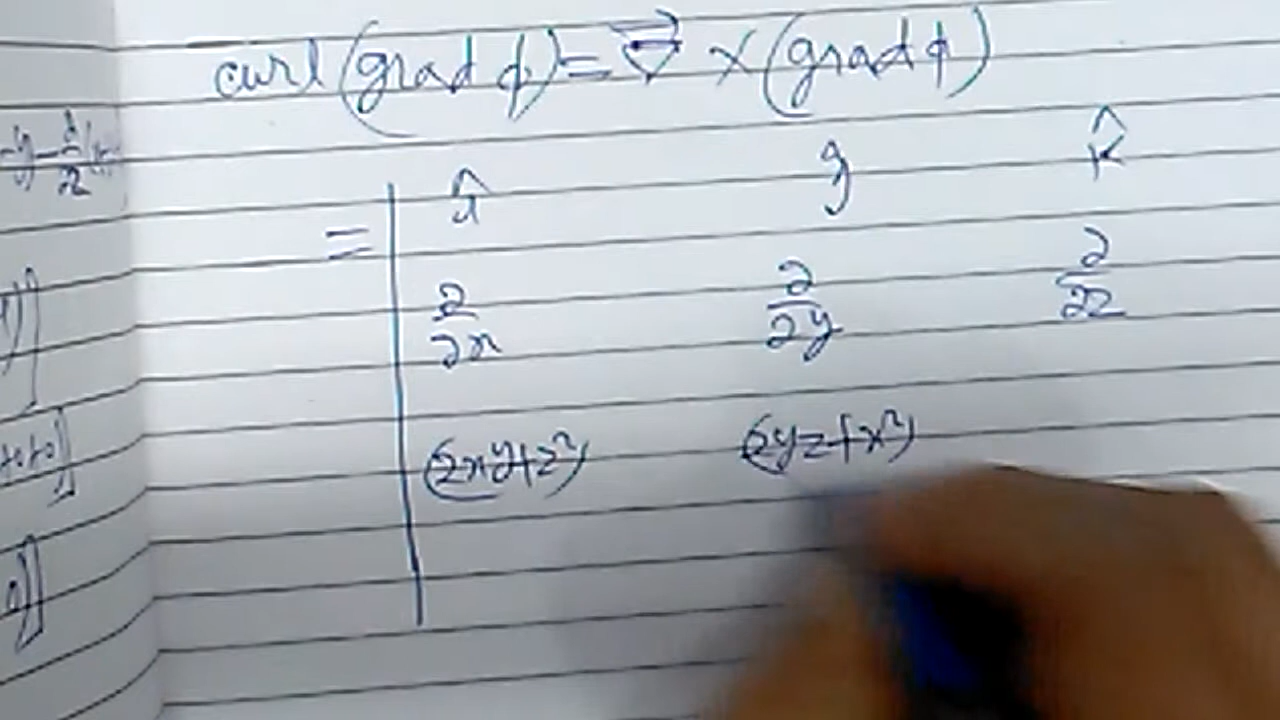 curl (grad ϕ) = ∇⃗ × (grad ϕ)
= | î ĵ k̂
∂/∂x ∂/∂y ∂/∂z
(2xy+z²) (2yz+x²)